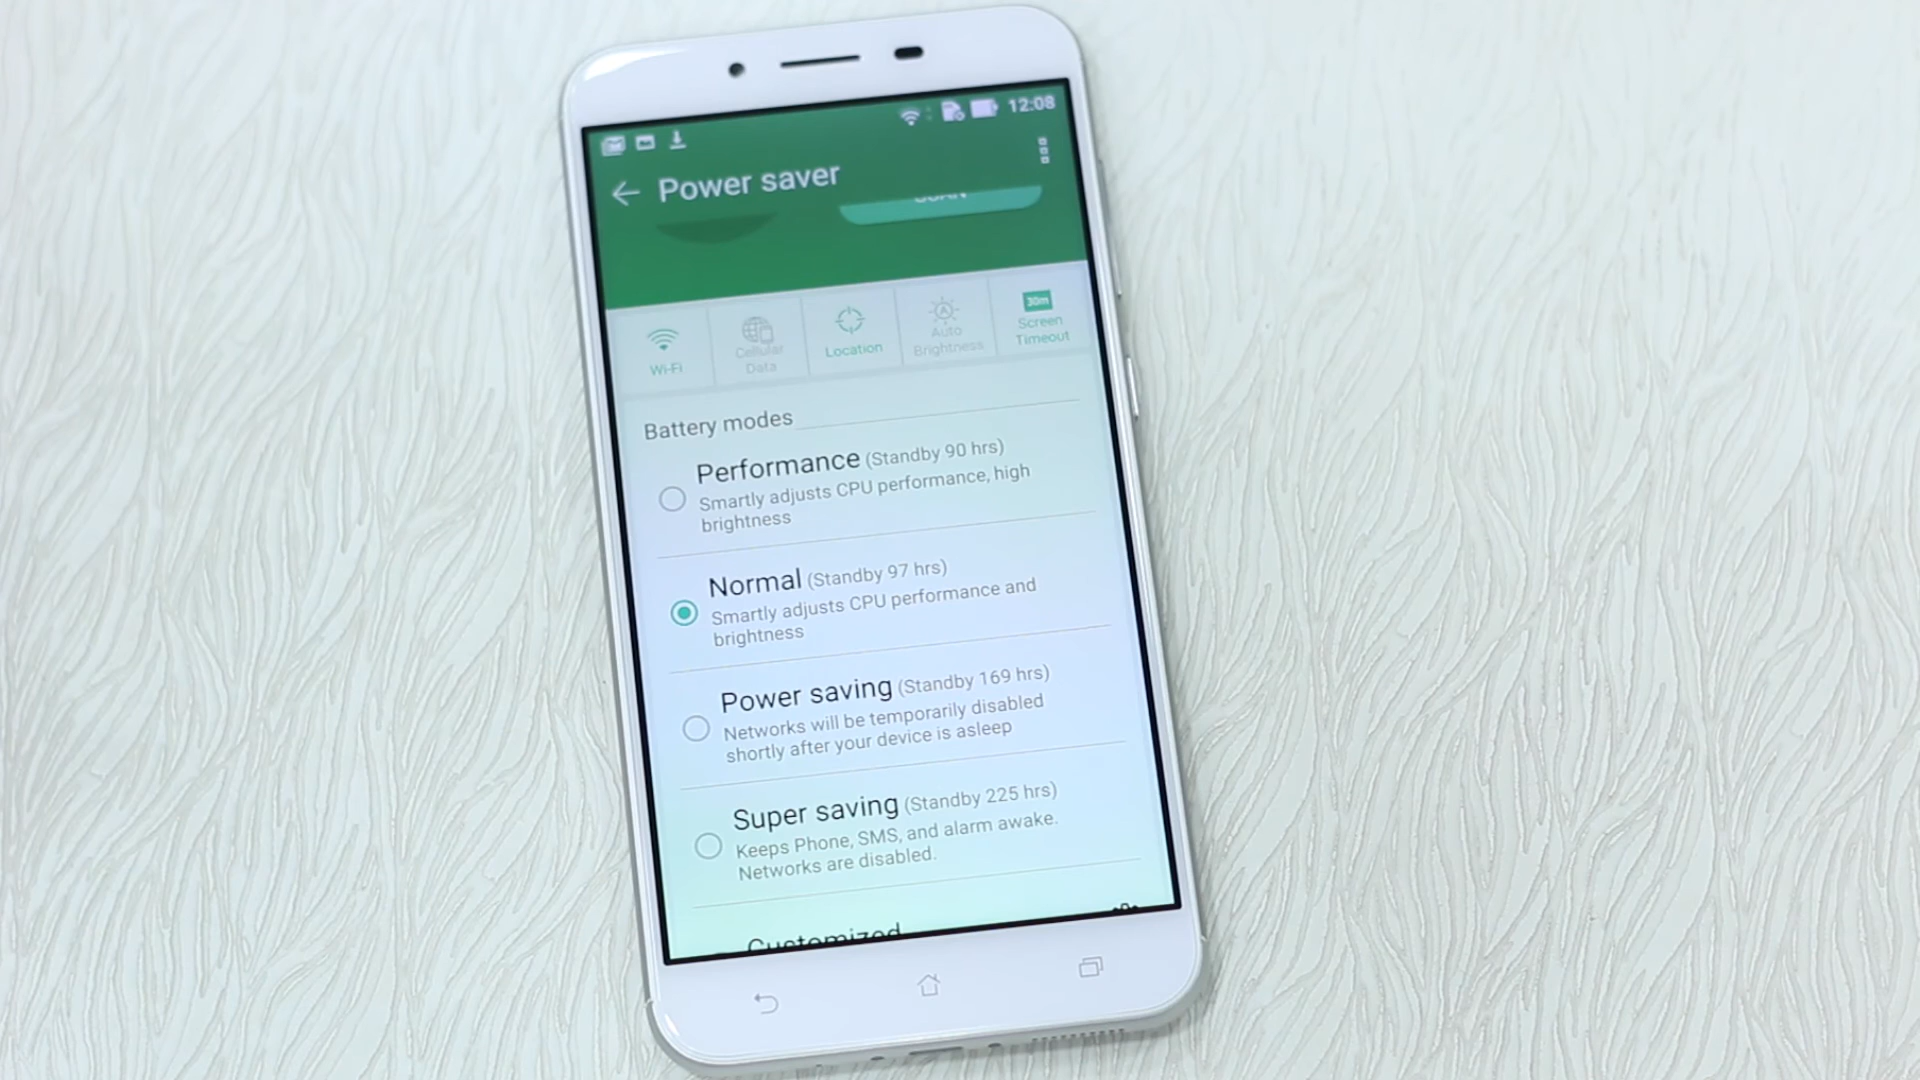 12:08
Power saver
Wi-Fi
Cellular
Data
Location
Auto
Brightness
30m
Screen
Timeout
Battery modes
Performance (Standby 90 hrs)
Smartly adjusts CPU performance, high
brightness
Normal (Standby 97 hrs)
Smartly adjusts CPU performance and
brightness
Power saving (Standby 169 hrs)
Networks will be temporarily disabled
shortly after your device is asleep
Super saving (Standby 225 hrs)
Keeps Phone, SMS, and alarm awake.
Networks are disabled.
Customized